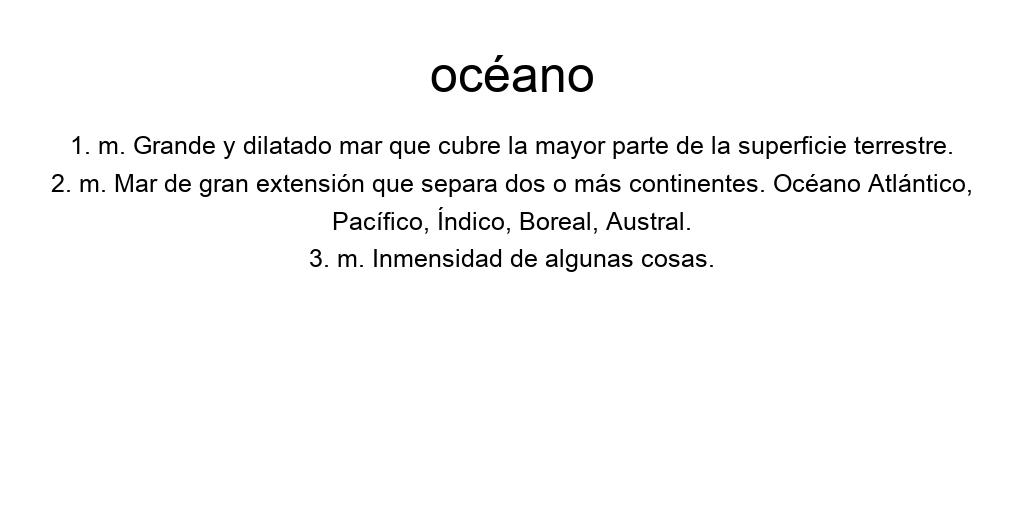 océano
1. m. Grande y dilatado mar que cubre la mayor parte de la superficie terrestre.
2. m. Mar de gran extensión que separa dos o más continentes. Océano Atlántico,
Pacífico, Índico, Boreal, Austral.
3. m. Inmensidad de algunas cosas.